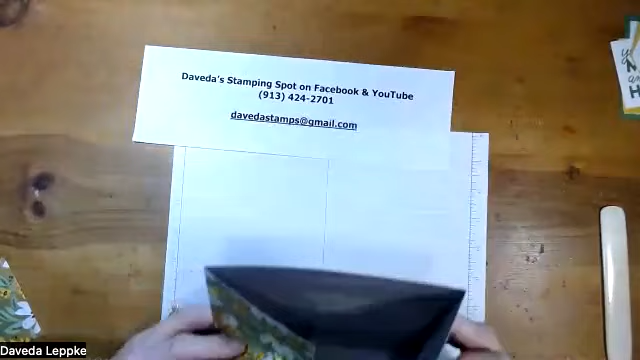 Daveda's Stamping Spot on Facebook & YouTube
(913) 424-2701
davedastamps@gmail.com
Daveda Leppke